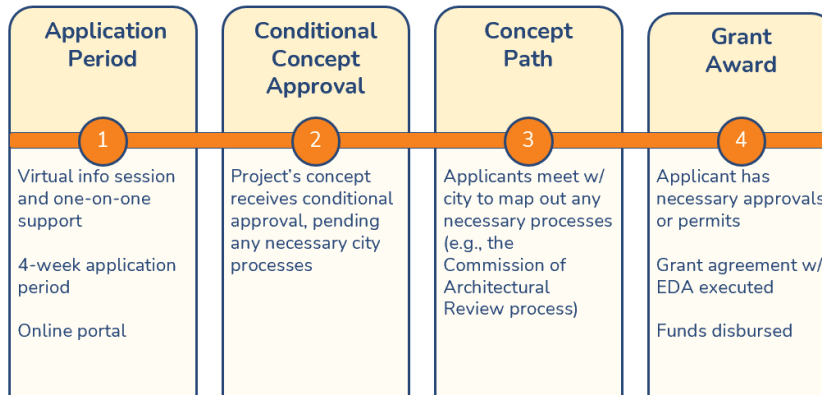 Application
Period
1
Virtual info session
and one-on-one
support
4-week application
period
Online portal
Conditional
Concept
Approval
2
Project's concept
receives conditional
approval, pending
any necessary city
processes
Concept
Path
3
Applicants meet w/
city to map out any
necessary processes
(e.g., the
Commission of
Architectural
Review process)
Grant
Award
4
Applicant has
necessary approvals
or permits
Grant agreement w/
EDA executed
Funds disbursed